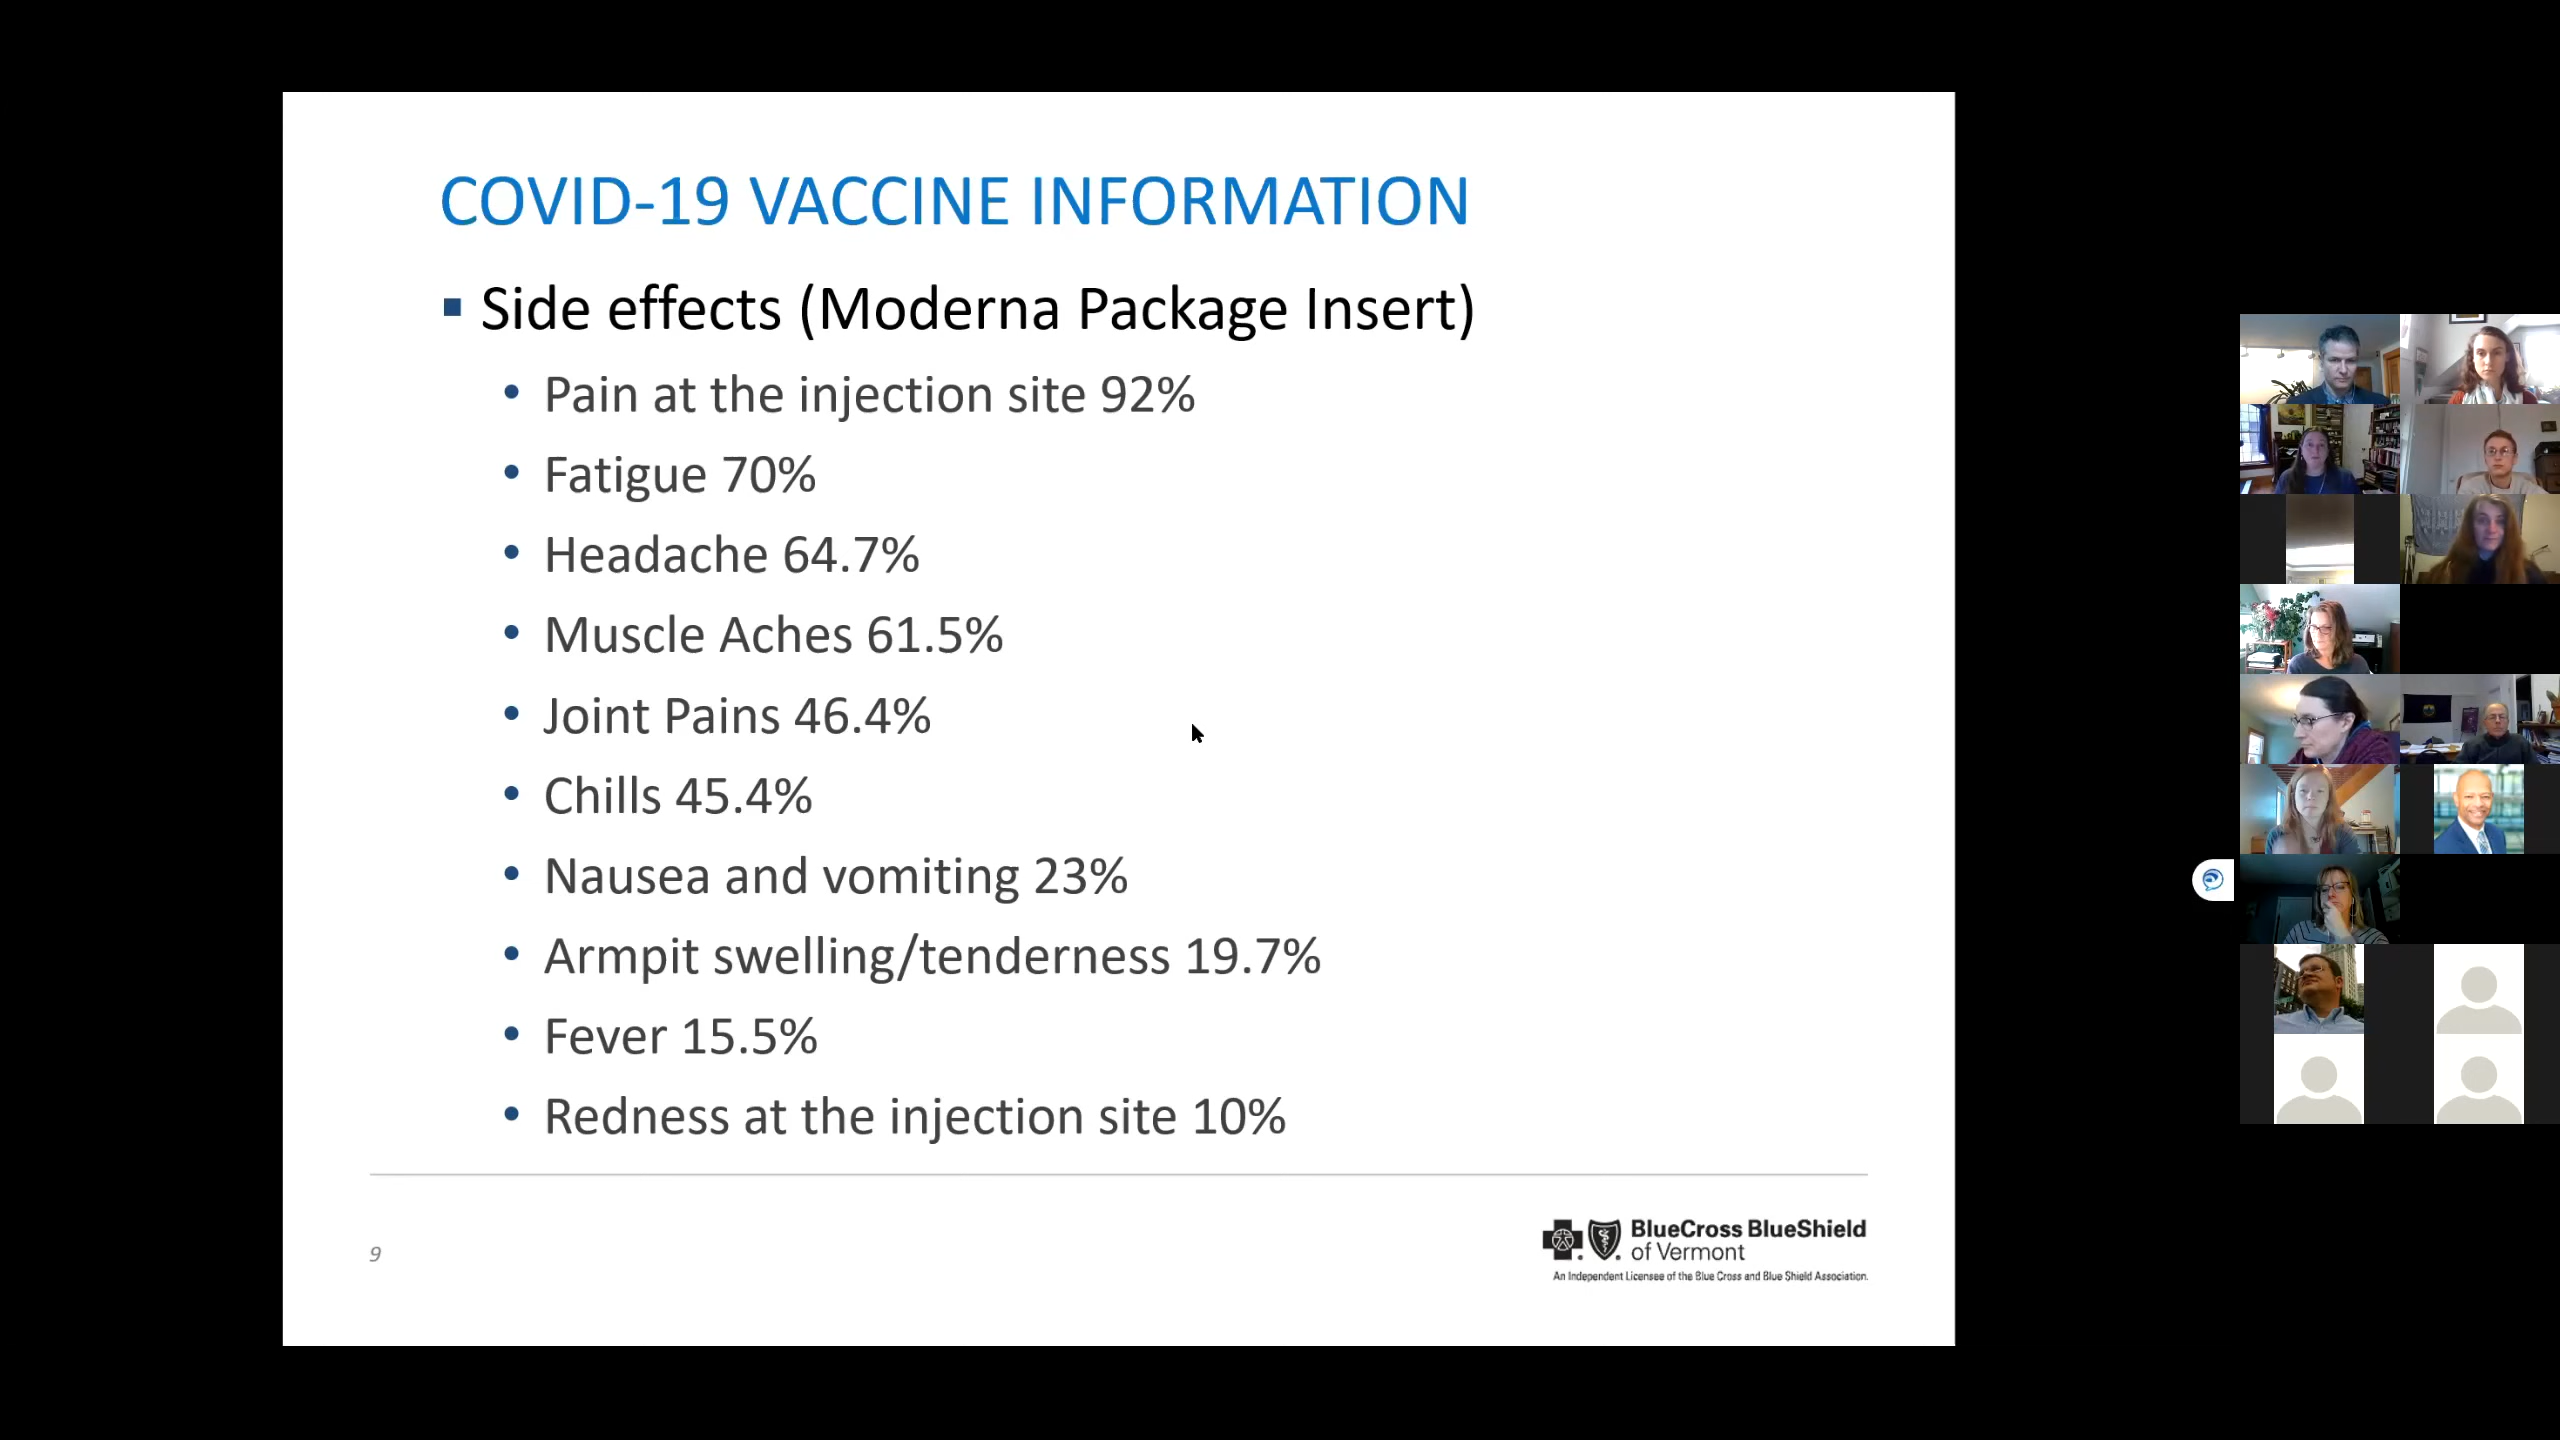 COVID-19 VACCINE INFORMATION
Side effects (Moderna Package Insert)
Pain at the injection site 92%
Fatigue 70%
Headache 64.7%
Muscle Aches 61.5%
Joint Pains 46.4%
Chills 45.4%
Nausea and vomiting 23%
Armpit swelling/tenderness 19.7%
Fever 15.5%
Redness at the injection site 10%
9
BlueCross BlueShield
of Vermont
An Independent Licensee of the Blue Cross and Blue Shield Association.